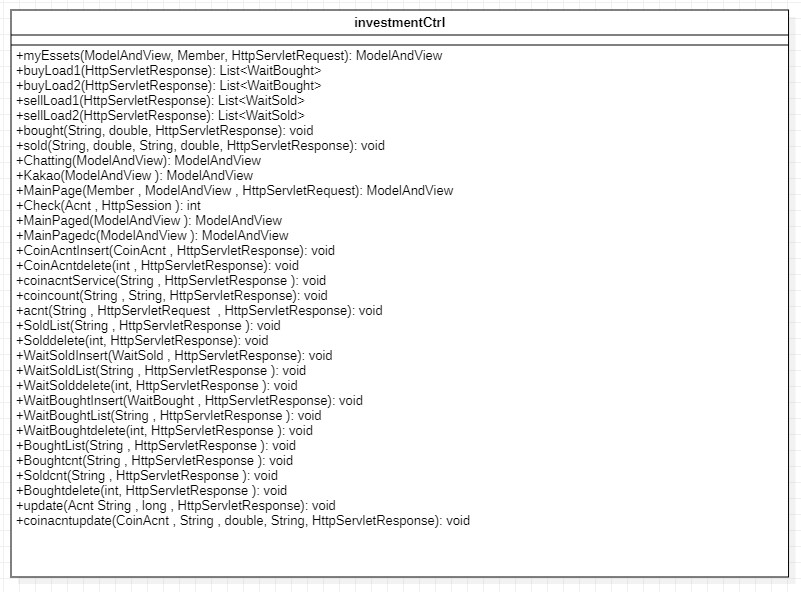 investmentCtrl
+myEssets(ModelAndView, Member, HttpServletRequest): ModelAndView
+buyLoad1(HttpServletResponse): List<WaitBought>
+buyLoad2(HttpServletResponse): List<WaitBought>
+sellLoad1(HttpServletResponse): List<WaitSold>
+sellLoad2(HttpServletResponse): List<WaitSold>
+bought(String, double, HttpServletResponse): void
+sold(String, double, String, double, HttpServletResponse): void
+Chatting(ModelAndView): ModelAndView
+Kakao(ModelAndView ): ModelAndView
+MainPage(Member , ModelAndView , HttpServletRequest): ModelAndView
+Check(Acnt , HttpSession ): int
+MainPaged(ModelAndView ): ModelAndView
+MainPagedc(ModelAndView ): ModelAndView
+CoinAcntInsert(CoinAcnt , HttpServletResponse): void
+CoinAcntdelete(int , HttpServletResponse): void
+coinacntService(String , HttpServletResponse ): void
+coincount(String , String, HttpServletResponse): void
+acnt(String , HttpServletRequest  , HttpServletResponse): void
+SoldList(String , HttpServletResponse ): void
+Solddelete(int, HttpServletResponse): void
+WaitSoldInsert(WaitSold , HttpServletResponse): void
+WaitSoldList(String , HttpServletResponse ): void
+WaitSolddelete(int, HttpServletResponse ): void
+WaitBoughtInsert(WaitBought , HttpServletResponse): void
+WaitBoughtList(String , HttpServletResponse ): void
+WaitBoughtdelete(int, HttpServletResponse ): void
+BoughtList(String , HttpServletResponse ): void
+Boughtcnt(String , HttpServletResponse ): void
+Soldcnt(String , HttpServletResponse ): void
+Boughtdelete(int, HttpServletResponse ): void
+update(Acnt String , long , HttpServletResponse): void
+coinacntupdate(CoinAcnt , String , double, String, HttpServletResponse): void